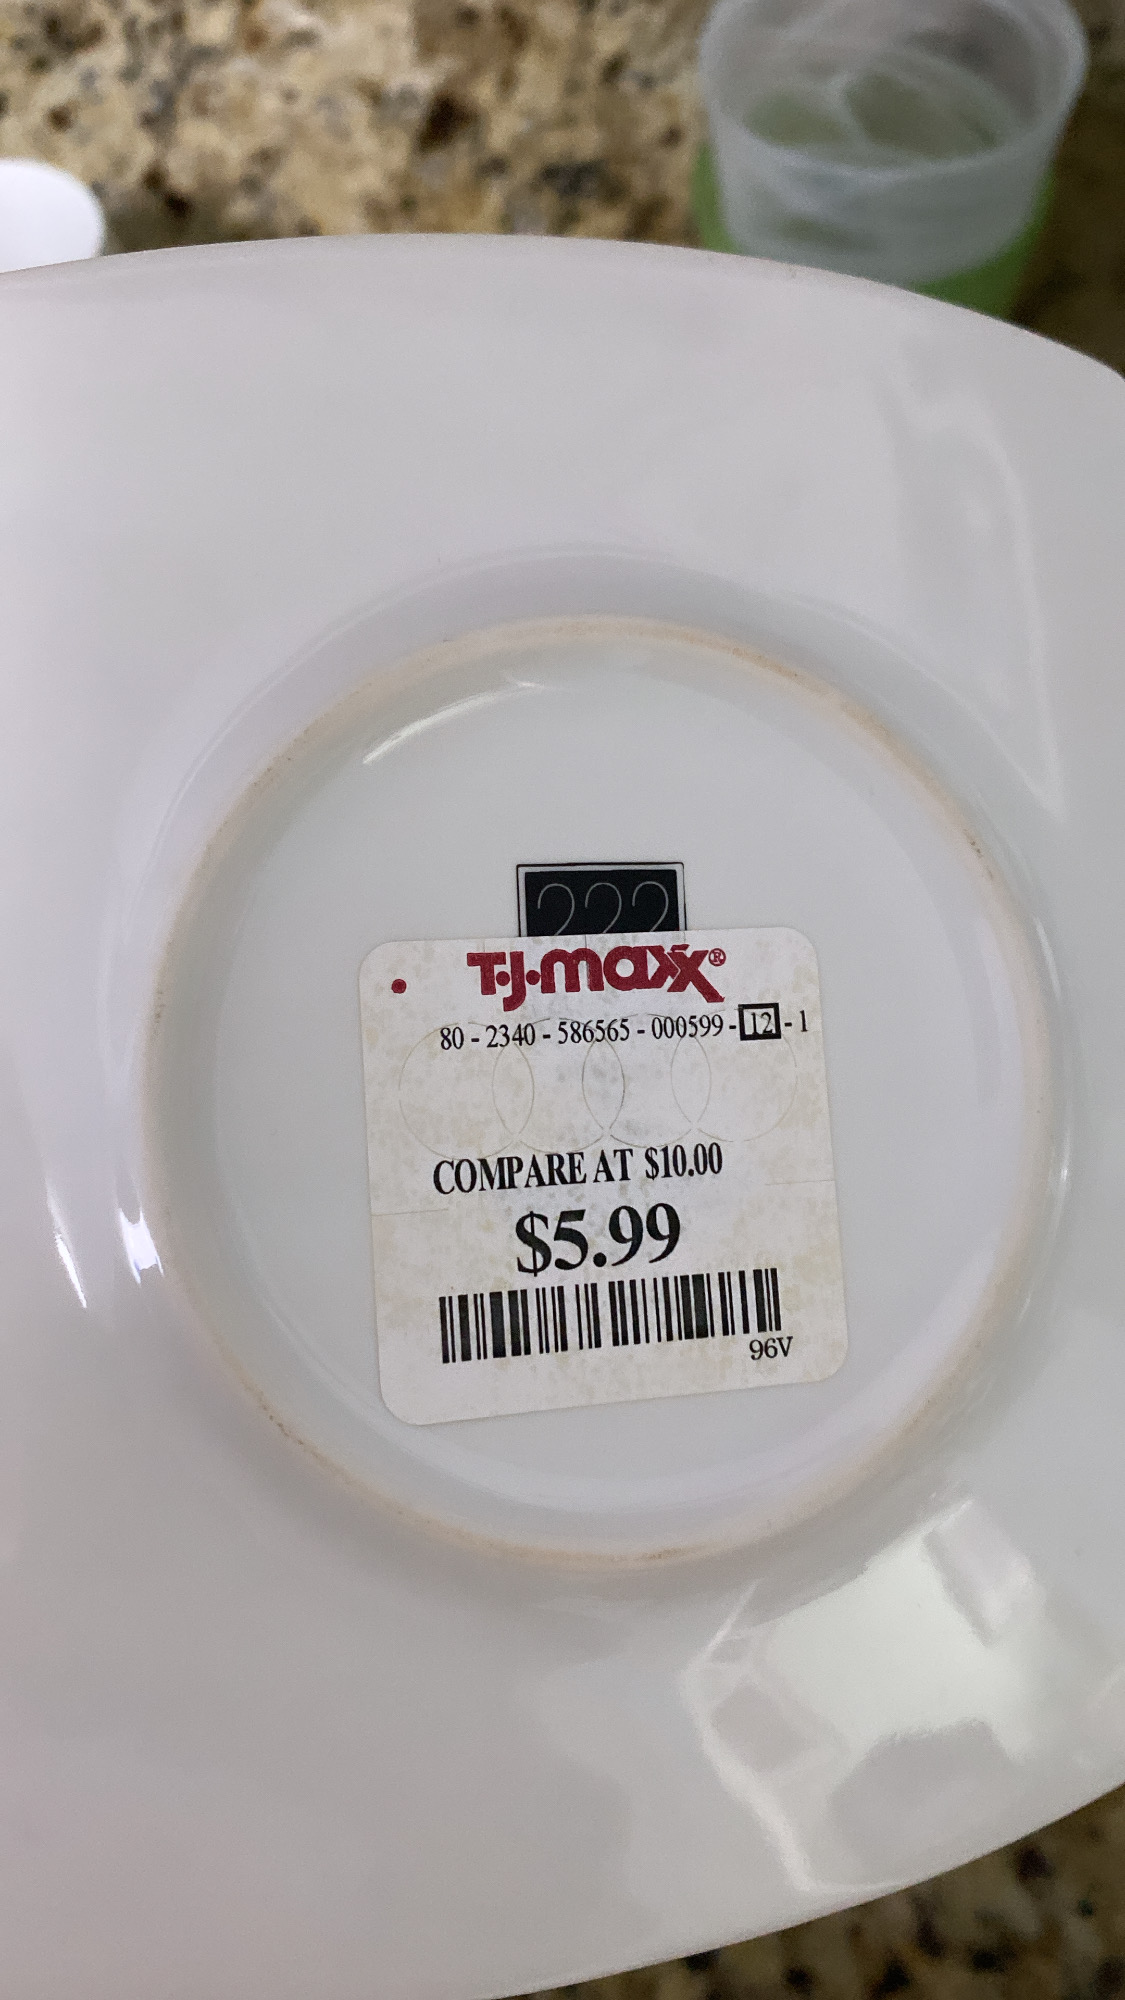 222
T•J•maxx®
80 - 2340 - 586565 - 000599 - 12 - 1
COMPARE AT $10.00
$5.99
96V